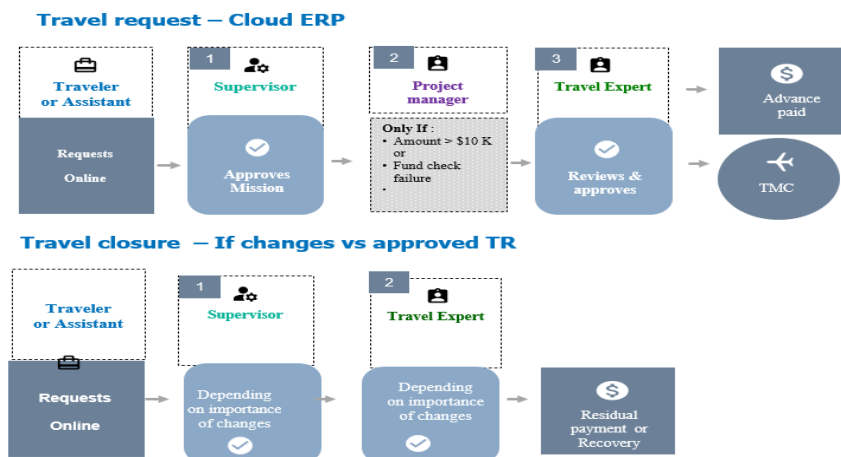 Travel request – Cloud ERP
Traveler
or Assistant
Requests
Online
1
Supervisor
Approves
Mission
2
Project
manager
Only If :
• Amount > $10 K
or
• Fund check
failure
•
3
Travel Expert
Reviews &
approves
$
Advance
paid
TMC
Travel closure – If changes vs approved TR
Traveler
or Assistant
Requests
Online
1
Supervisor
Depending
on importance
of changes
2
Travel Expert
Depending
on importance
of changes
$
Residual
payment or
Recovery